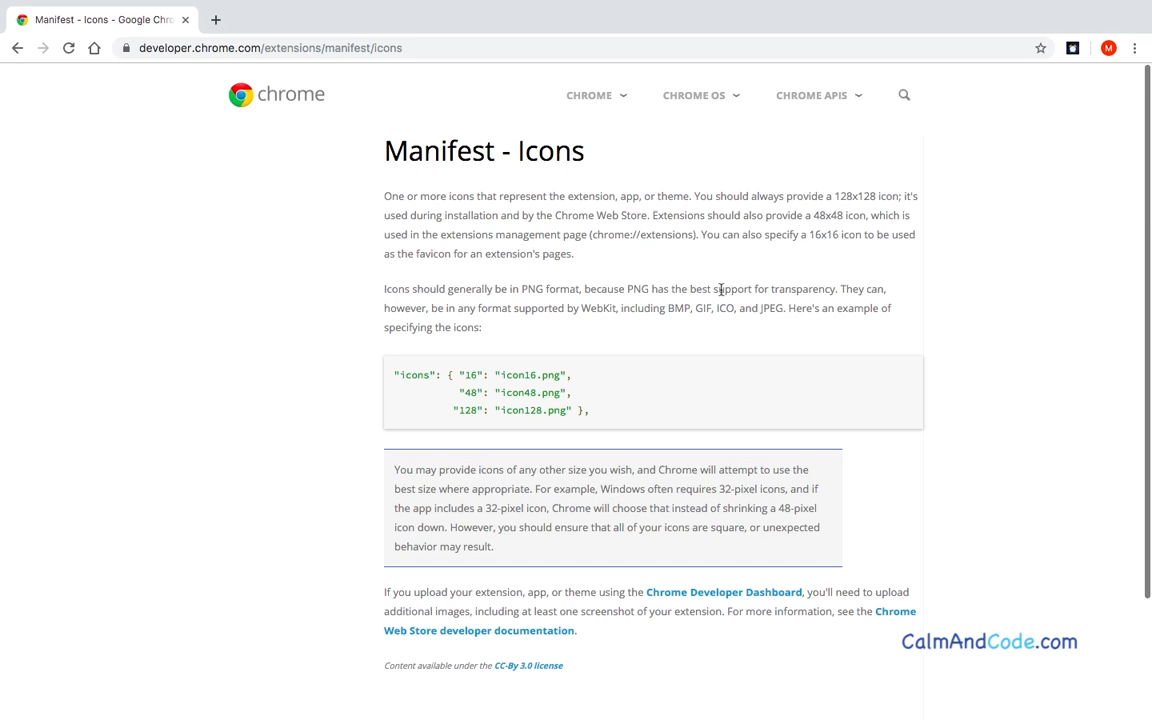 Manifest - Icons - Google Chro
developer.chrome.com/extensions/manifest/icons
M
chrome
CHROME
CHROME OS
CHROME APIS
Manifest - Icons
One or more icons that represent the extension, app, or theme. You should always provide a 128x128 icon; it's
used during installation and by the Chrome Web Store. Extensions should also provide a 48x48 icon, which is
used in the extensions management page (chrome://extensions). You can also specify a 16x16 icon to be used
as the favicon for an extension's pages.
Icons should generally be in PNG format, because PNG has the best support for transparency. They can,
however, be in any format supported by WebKit, including BMP, GIF, ICO, and JPEG. Here's an example of
specifying the icons:
"icons": { "16": "icon16.png",
"48": "icon48.png",
"128": "icon128.png" },
You may provide icons of any other size you wish, and Chrome will attempt to use the
best size where appropriate. For example, Windows often requires 32-pixel icons, and if
the app includes a 32-pixel icon, Chrome will choose that instead of shrinking a 48-pixel
icon down. However, you should ensure that all of your icons are square, or unexpected
behavior may result.
If you upload your extension, app, or theme using the Chrome Developer Dashboard, you'll need to upload
additional images, including at least one screenshot of your extension. For more information, see the Chrome
Web Store developer documentation.
CalmAndCode.com
Content available under the CC-By 3.0 license